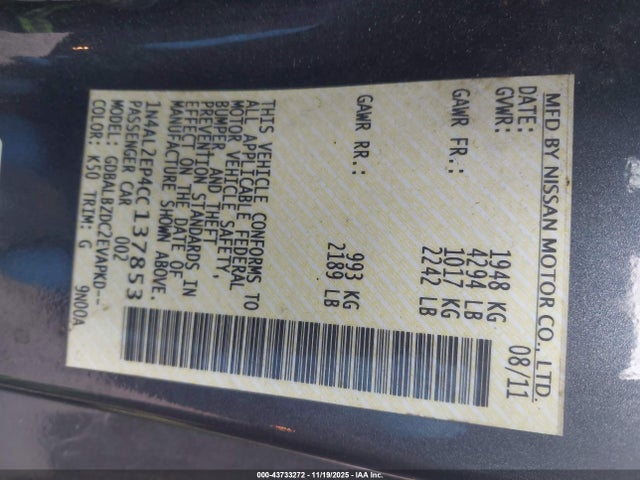 MFD BY NISSAN MOTOR CO., LTD.
DATE: 08/11
GVWR: 1948 KG
4294 LB
GAWR FR.: 1017 KG
2242 LB
GAWR RR.: 993 KG
2189 LB
THIS VEHICLE CONFORMS TO
ALL APPLICABLE FEDERAL
MOTOR VEHICLE SAFETY,
BUMPER, AND THEFT
PREVENTION STANDARDS IN
EFFECT ON THE DATE OF
MANUFACTURE SHOWN ABOVE.
1N4AL2EP4CC137853
PASSENGER CAR 002
MODEL: GDBALBZDCZEVAPKD--
COLOR: K50 TRIM: G 9N00A
000-43733272 - 11/19/2025 - IAA Inc.